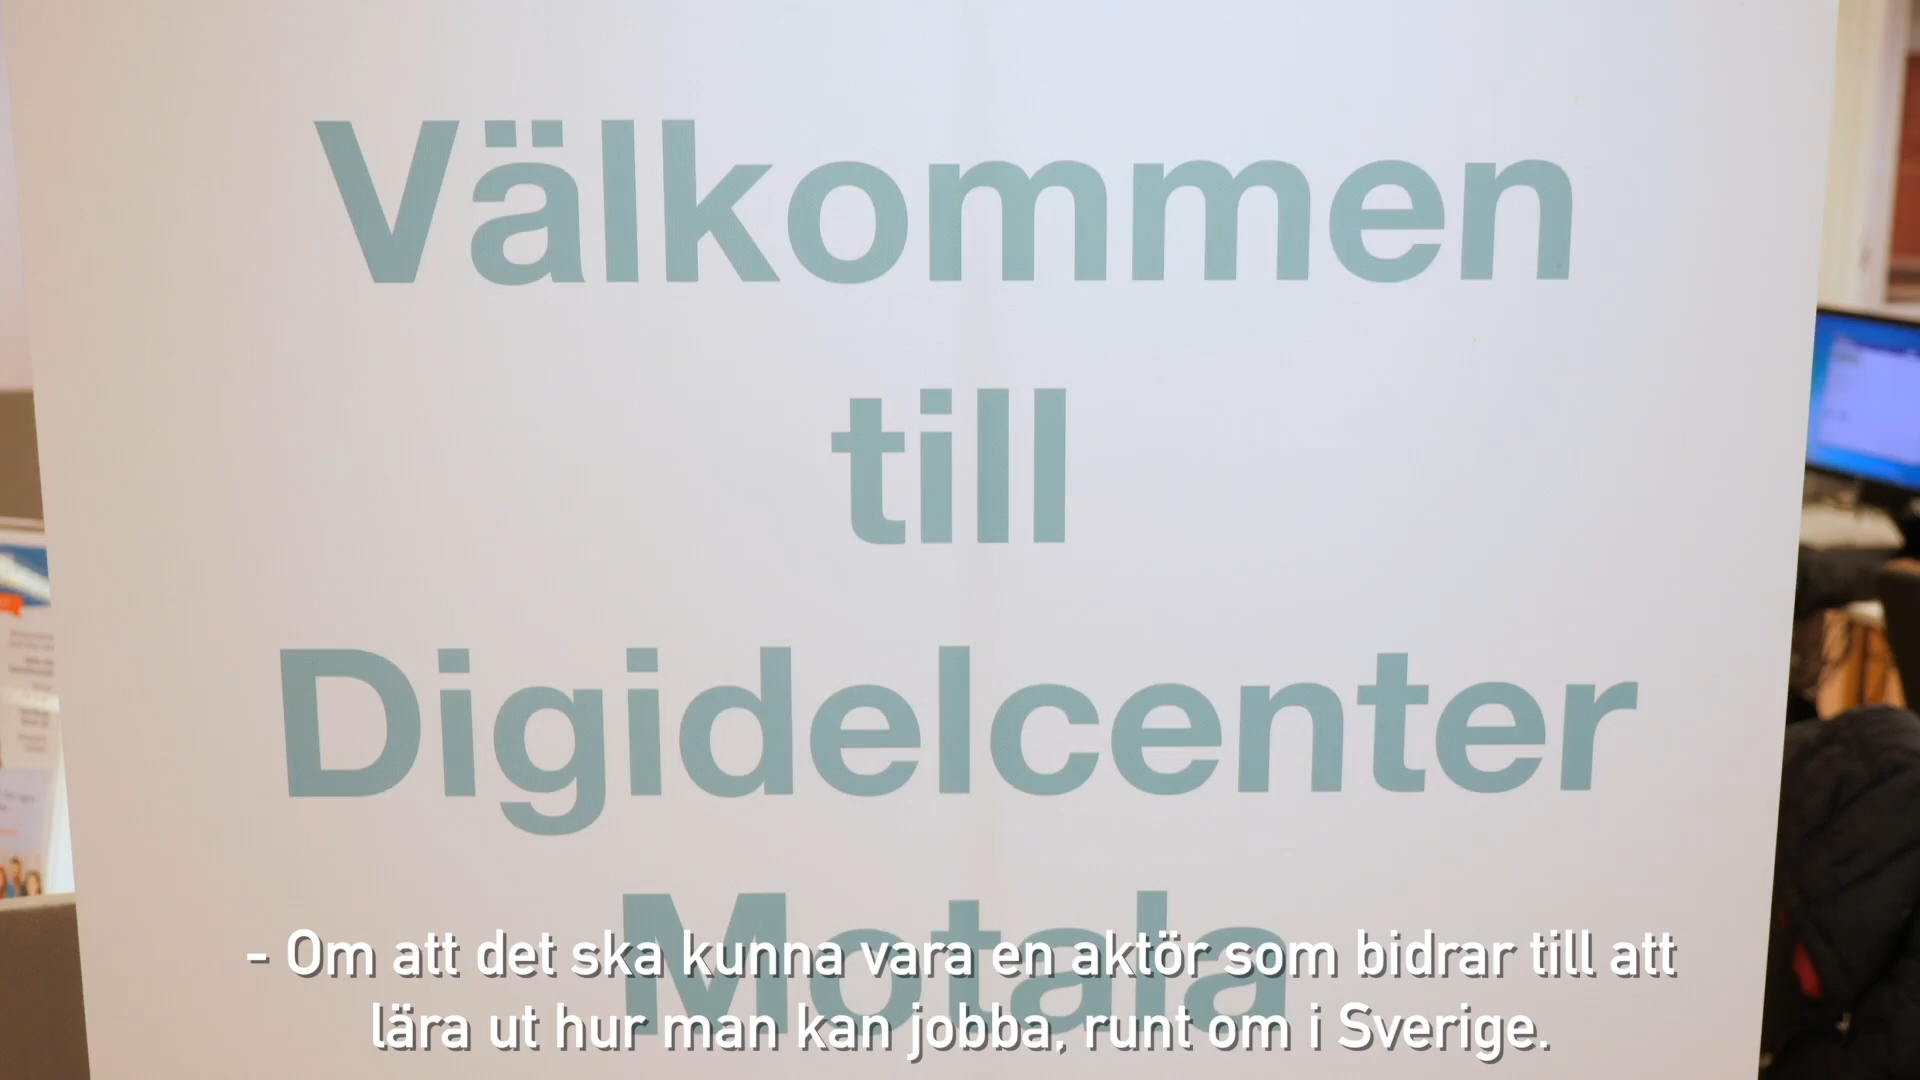 Välkommen
till
Digidelcenter
Motala
- Om att det ska kunna vara en aktör som bidrar till att
lära ut hur man kan jobba, runt om i Sverige.